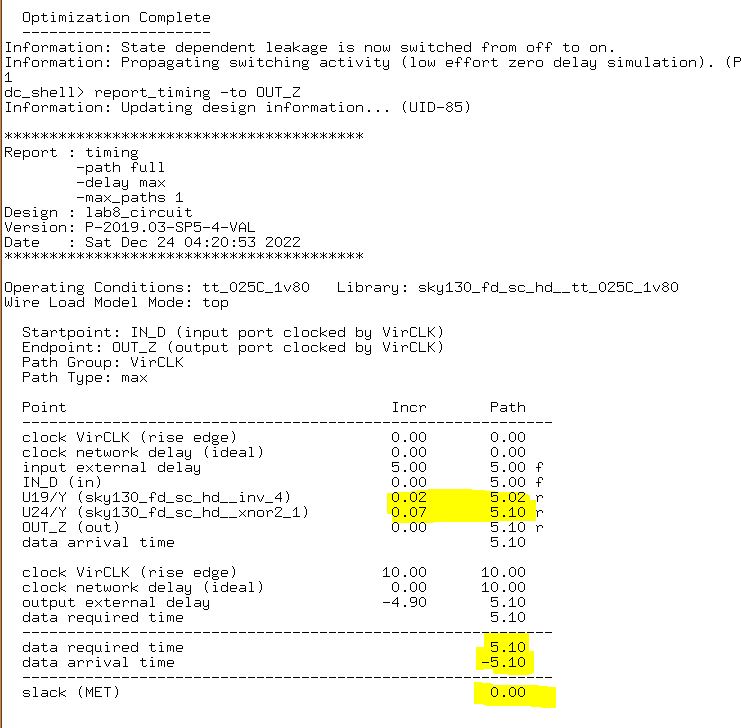 Optimization Complete
---------------------
Information: State dependent leakage is now switched from off to on.
Information: Propagating switching activity (low effort zero delay simulation). (P
1
dc_shell> report_timing -to OUT_Z
Information: Updating design information... (UID-85)
****************************************
Report : timing
-path full
-delay max
-max_paths 1
Design : lab8_circuit
Version: P-2019.03-SP5-4-VAL
Date   : Sat Dec 24 04:20:53 2022
****************************************
Operating Conditions: tt_025C_1v80   Library: sky130_fd_sc_hd__tt_025C_1v80
Wire Load Model Mode: top
Startpoint: IN_D (input port clocked by VirCLK)
Endpoint: OUT_Z (output port clocked by VirCLK)
Path Group: VirCLK
Path Type: max
Point                                    Incr       Path
-----------------------------------------------------------
clock VirCLK (rise edge)                 0.00       0.00
clock network delay (ideal)              0.00       0.00
input external delay                     5.00       5.00 f
IN_D (in)                                0.00       5.00 f
U19/Y (sky130_fd_sc_hd__inv_4)           0.02       5.02 r
U24/Y (sky130_fd_sc_hd__xnor2_1)         0.07       5.10 r
OUT_Z (out)                              0.00       5.10 r
data arrival time                                   5.10
clock VirCLK (rise edge)                10.00      10.00
clock network delay (ideal)              0.00      10.00
output external delay                   -4.90       5.10
data required time                                  5.10
-----------------------------------------------------------
data required time                                  5.10
data arrival time                                  -5.10
-----------------------------------------------------------
slack (MET)                                         0.00